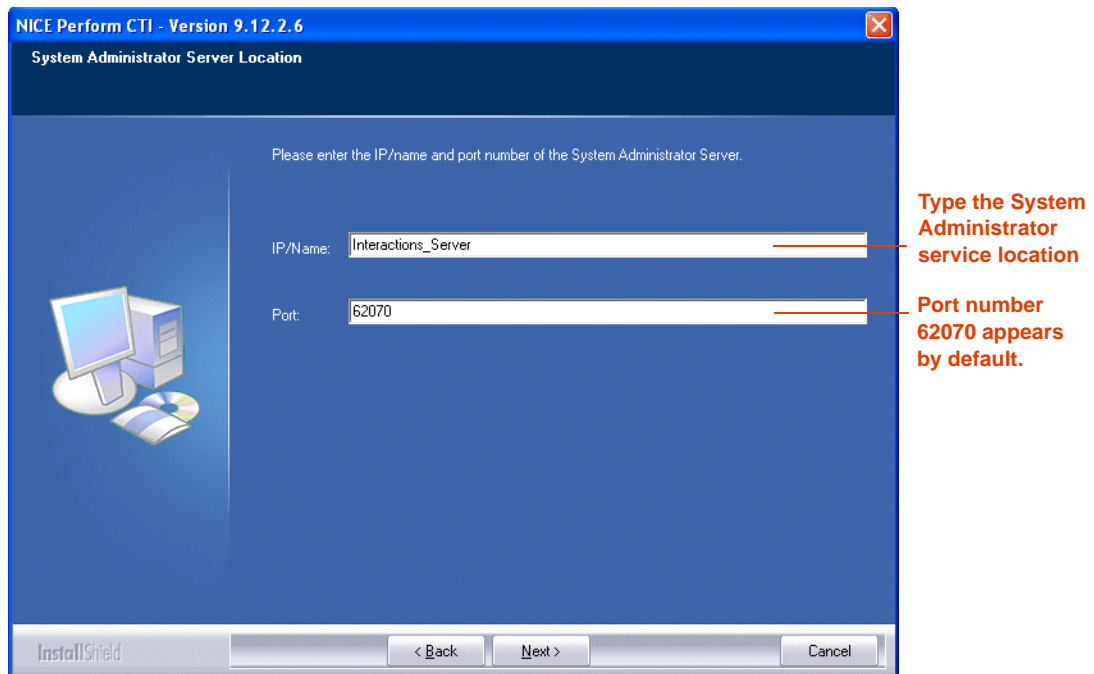 NICE Perform CTI - Version 9.12.2.6
System Administrator Server Location
Please enter the IP/name and port number of the System Administrator Server.
IP/Name:
Interactions_Server
Type the System
Administrator
service location
Port:
62070
Port number
62070 appears
by default.
InstallShield
< Back
Next >
Cancel